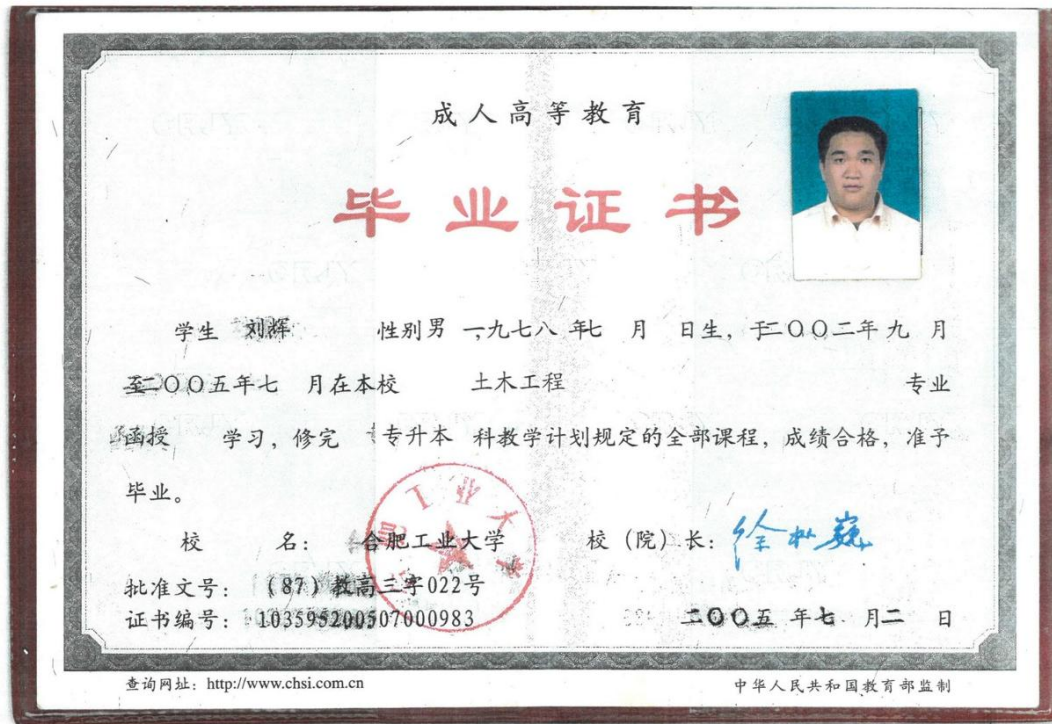 成人高等教育
毕业证书
学生 刘辉 性别男 一九七八 年七 月 日生，于二〇〇二年 九 月
至二〇〇五年七 月在本校 土木工程 专业
函授 学习，修完 专升本 科教学计划规定的全部课程，成绩合格，准予
毕业。
校 名： 合肥工业大学 校（院）长：徐枞巍
批准文号：（87）教高三字022号
证书编号：103595200507000983 二〇〇五 年七 月二 日
查询网址：http://www.chsi.com.cn 中华人民共和国教育部监制